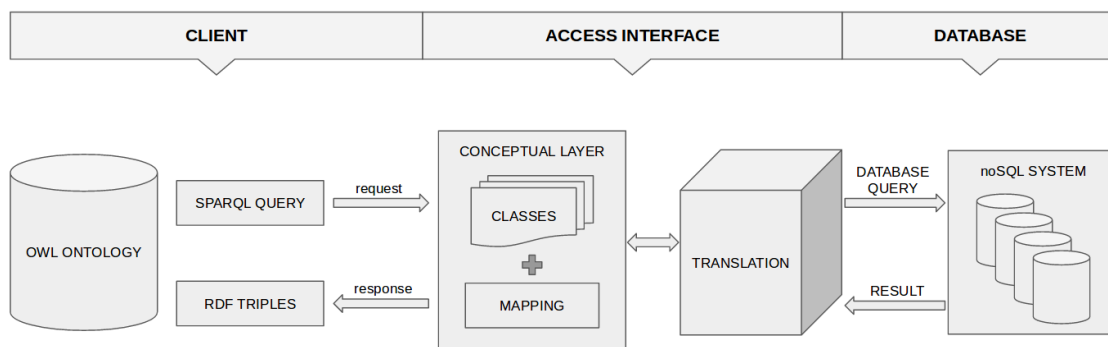 CLIENT
ACCESS INTERFACE
DATABASE
OWL ONTOLOGY
SPARQL QUERY
RDF TRIPLES
request
response
CONCEPTUAL LAYER
CLASSES
MAPPING
TRANSLATION
DATABASE
QUERY
RESULT
noSQL SYSTEM